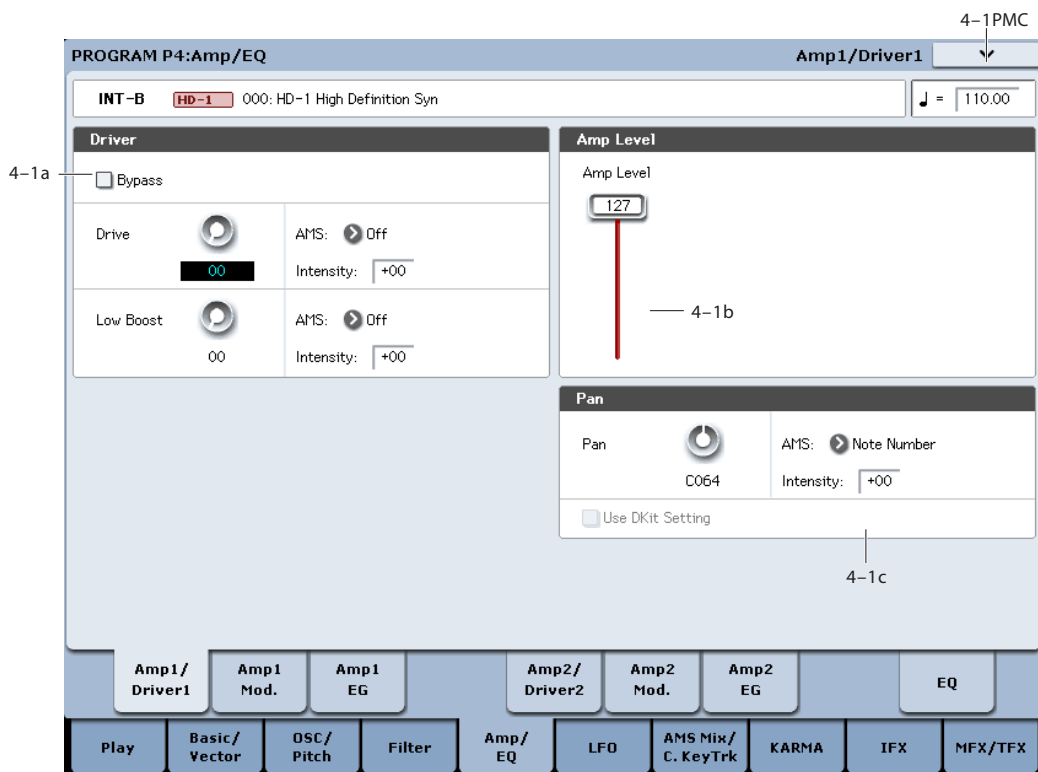 4-1PMC
PROGRAM P4:Amp/EQ
Amp1/Driver1
INT-B HD-1 000: HD-1 High Definition Syn
♩ = 110.00
Driver
4-1a
Bypass
Drive
00
AMS: Off
Intensity: +00
Low Boost
00
AMS: Off
Intensity: +00
Amp Level
Amp Level
127
4-1b
Pan
Pan
C064
AMS: Note Number
Intensity: +00
Use DKit Setting
4-1c
Amp1/
Driver1
Amp1
Mod.
Amp1
EG
Amp2/
Driver2
Amp2
Mod.
Amp2
EG
EQ
Play
Basic/
Vector
OSC/
Pitch
Filter
Amp/
EQ
LFO
AMS Mix/
C. KeyTrk
KARMA
IFX
MFX/TFX